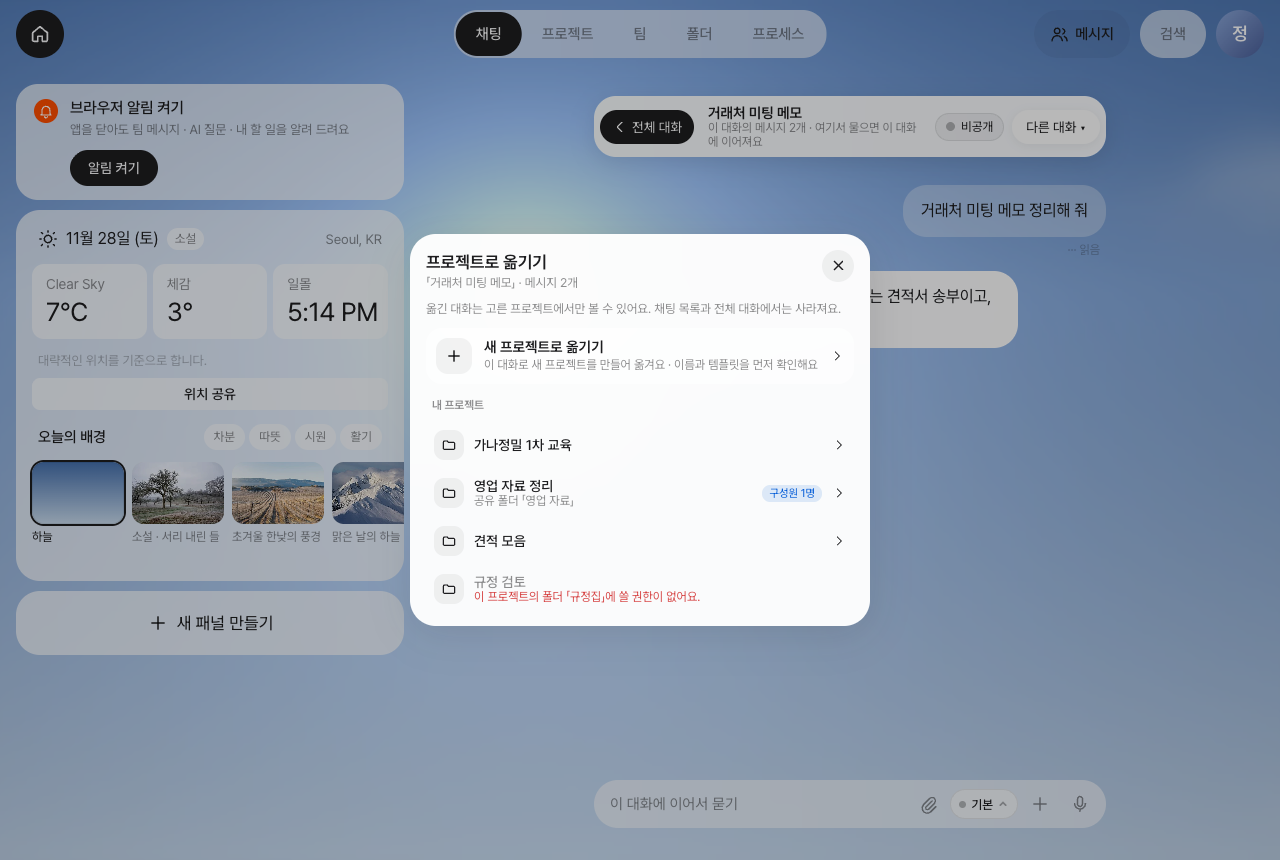 채팅
프로젝트
팀
폴더
프로세스
메시지
검색
정
브라우저 알림 켜기
앱을 닫아도 팀 메시지 · AI 질문 · 내 할 일을 알려 드려요
알림 켜기
11월 28일 (토)
소설
Seoul, KR
Clear Sky
7°C
체감
3°
일몰
5:14 PM
대략적인 위치를 기준으로 합니다.
위치 공유
오늘의 배경
차분
따뜻
시원
활기
하늘
소설 · 서리 내린 들
초겨울 한낮의 풍경
맑은 날의 하늘
새 패널 만들기
전체 대화
거래처 미팅 메모
이 대화의 메시지 2개 · 여기서 물으면 이 대화
에 이어져요
비공개
다른 대화
거래처 미팅 메모 정리해 줘
읽음
는 견적서 송부이고,
프로젝트로 옮기기
「거래처 미팅 메모」 · 메시지 2개
옮긴 대화는 고른 프로젝트에서만 볼 수 있어요. 채팅 목록과 전체 대화에서는 사라져요.
새 프로젝트로 옮기기
이 대화로 새 프로젝트를 만들어 옮겨요 · 이름과 템플릿을 먼저 확인해요
내 프로젝트
가나정밀 1차 교육
영업 자료 정리
공유 폴더 「영업 자료」
구성원 1명
견적 모음
규정 검토
이 프로젝트의 폴더 「규정집」에 쓸 권한이 없어요.
이 대화에 이어서 묻기
기본